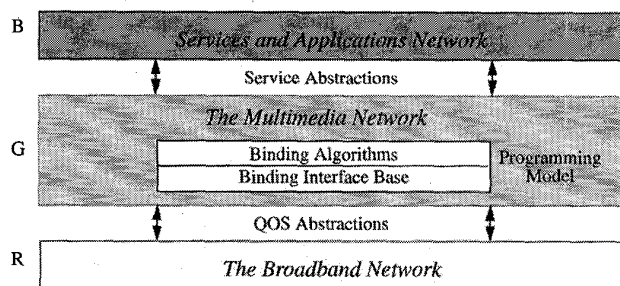 B
Services and Applications Network
Service Abstractions
The Multimedia Network
G
Binding Algorithms
Binding Interface Base
Programming
Model
QOS Abstractions
R
The Broadband Network